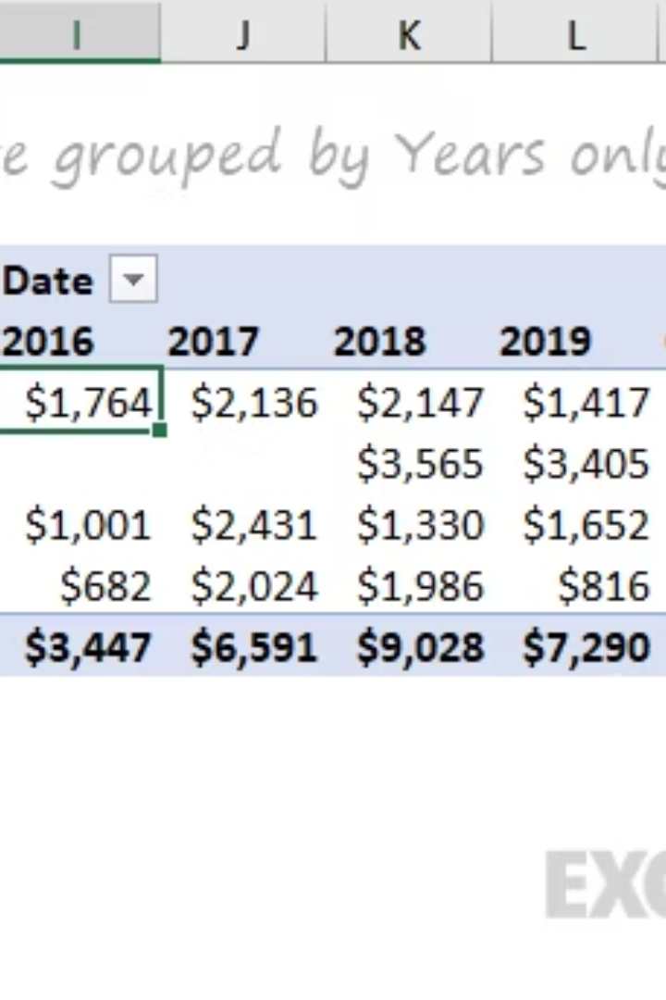 I J K L
grouped by Years
Date
2016 2017 2018 2019
$1,764 $2,136 $2,147 $1,417
$3,565 $3,405
$1,001 $2,431 $1,330 $1,652
$682 $2,024 $1,986 $816
$3,447 $6,591 $9,028 $7,290